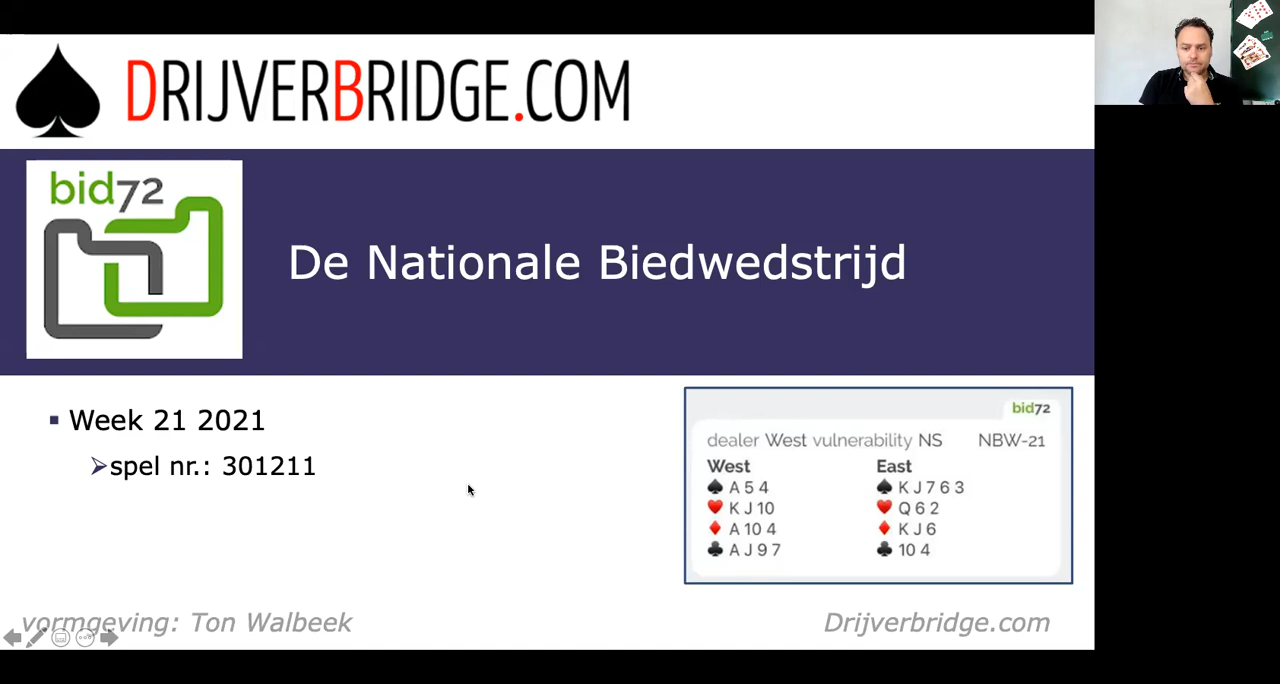 DRIJVERBRIDGE.COM
bid72
De Nationale Biedwedstrijd
Week 21 2021
spel nr.: 301211
bid72
dealer West vulnerability NS NBW-21
West East
♠ A 5 4 ♠ K J 7 6 3
♥ K J 10 ♥ Q 6 2
♦ A 10 4 ♦ K J 6
♣ A J 9 7 ♣ 10 4
vormgeving: Ton Walbeek Drijverbridge.com